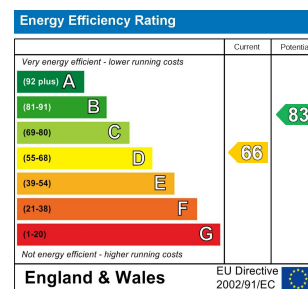 Energy Efficiency Rating
Current Potentia
Very energy efficient - lower running costs
(92 plus) A
(81-91) B
(69-80) C
(55-68) D
(39-54) E
(21-38) F
(1-20) G
66
83
Not energy efficient - higher running costs
England & Wales
EU Directive
2002/91/EC